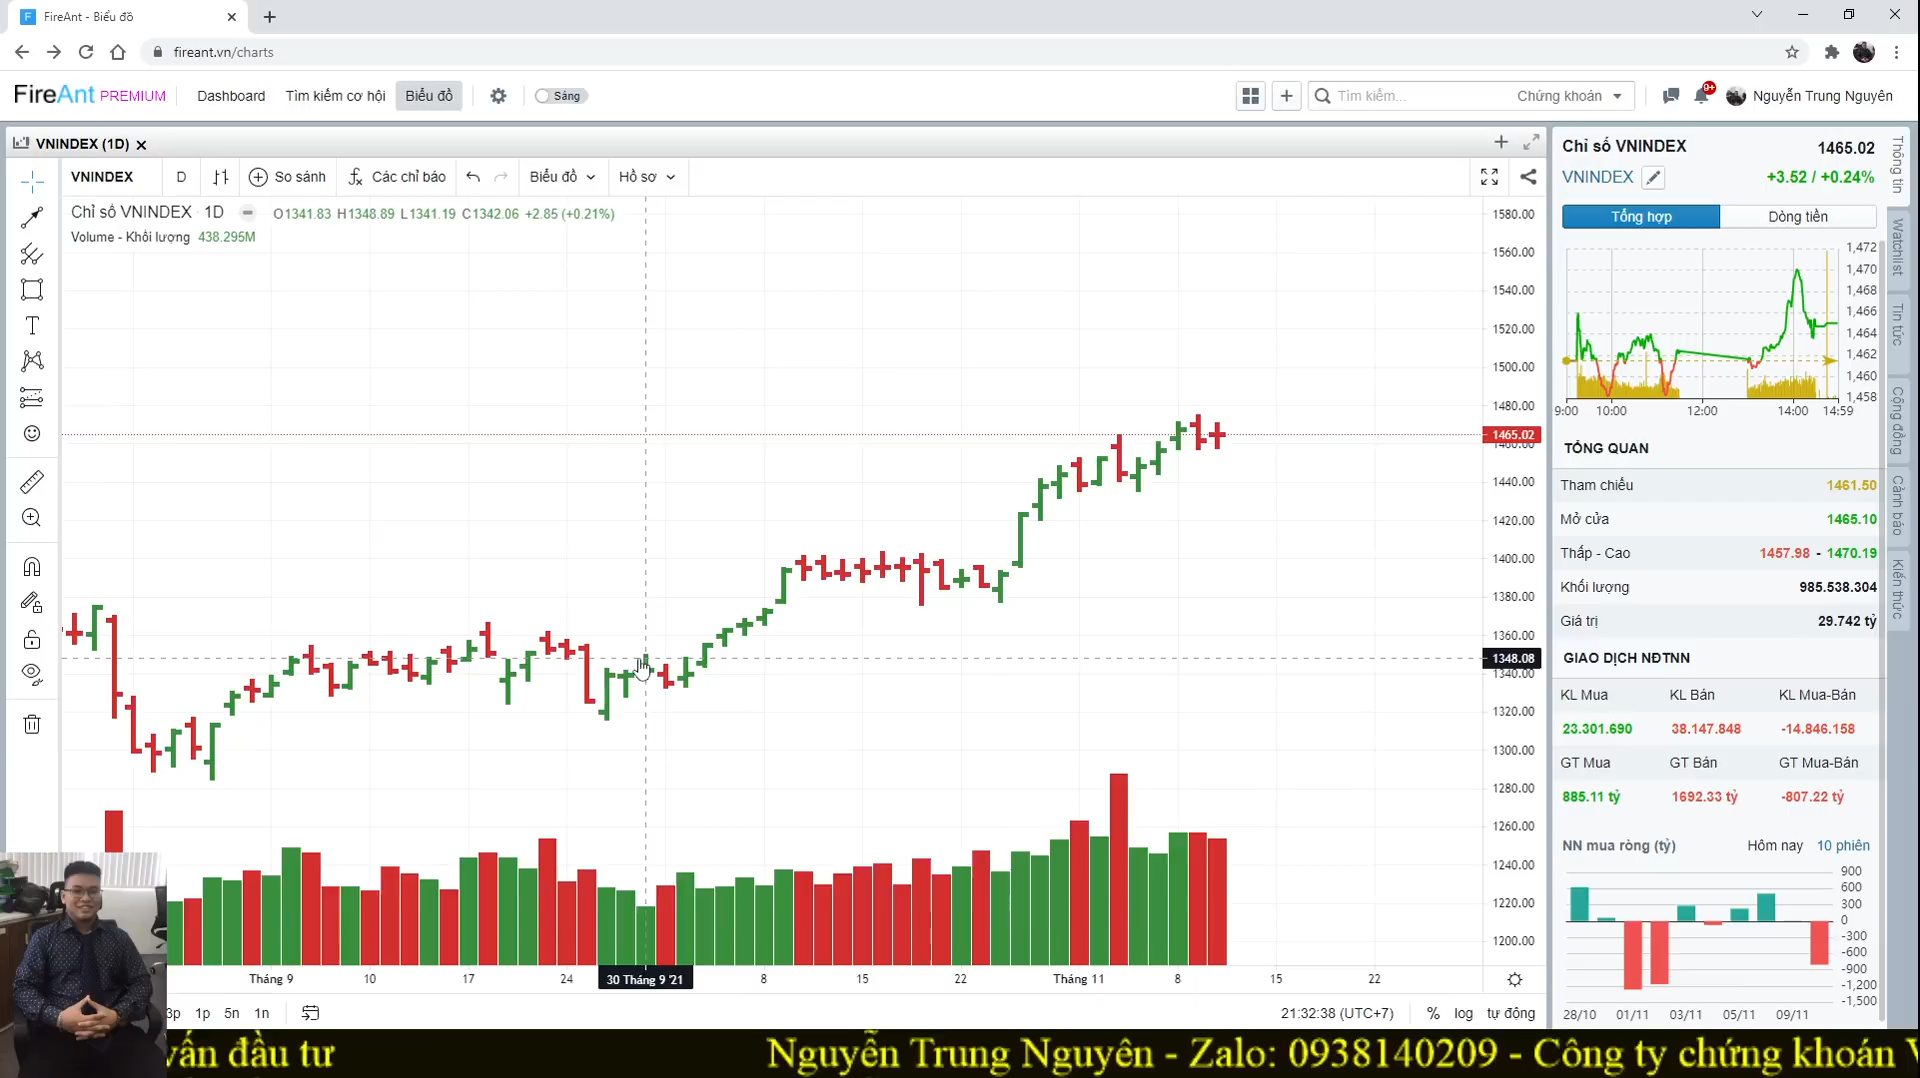 FireAnt - Biểu đồ
fireant.vn/charts
FireAnt PREMIUM
Dashboard
Tìm kiếm cơ hội
Biểu đồ
Sáng
Tìm kiếm...
Chứng khoán
9+
Nguyễn Trung Nguyên
VNINDEX (1D)
VNINDEX
D
So sánh
Các chỉ báo
Biểu đồ
Hồ sơ
Chỉ số VNINDEX · 1D
O1341.83 H1348.89 L1341.19 C1342.06 +2.85 (+0.21%)
Volume - Khối lượng 438.295M
1580.00
1560.00
1540.00
1520.00
1500.00
1480.00
1465.02
1460.00
1440.00
1420.00
1400.00
1380.00
1360.00
1348.08
1340.00
1320.00
1300.00
1280.00
1260.00
1240.00
1220.00
1200.00
Tháng 9
10
17
24
30 Tháng 9 '21
8
15
22
Tháng 11
8
15
22
3p
1p
5n
1n
21:32:38 (UTC+7)
%
log
tự động
Chỉ số VNINDEX
1465.02
VNINDEX
+3.52 / +0.24%
Tổng hợp
Dòng tiền
1,472
1,470
1,468
1,466
1,464
1,462
1,460
1,458
9:00
10:00
12:00
14:00
14:59
TỔNG QUAN
Tham chiếu 1461.50
Mở cửa 1465.10
Thấp - Cao 1457.98 - 1470.19
Khối lượng 985.538.304
Giá trị 29.742 tỷ
GIAO DỊCH NĐTNN
KL Mua KL Bán KL Mua-Bán
23.301.690 38.147.848 -14.846.158
GT Mua GT Bán GT Mua-Bán
885.11 tỷ 1692.33 tỷ -807.22 tỷ
NN mua ròng (tỷ)
Hôm nay
10 phiên
900
600
300
0
-300
-600
-900
-1,200
-1,500
28/10
01/11
03/11
05/11
09/11
Thông tin
Watchlist
Tin tức
Cộng đồng
Cảnh báo
Kiến thức
vấn đầu tư
Nguyễn Trung Nguyên - Zalo: 0938140209 - Công ty chứng khoán V